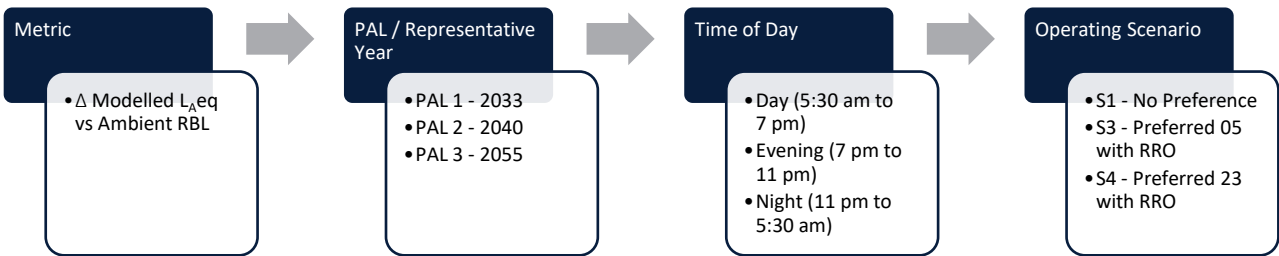 Metric
• Δ Modelled LAeq
vs Ambient RBL
PAL / Representative
Year
• PAL 1 - 2033
• PAL 2 - 2040
• PAL 3 - 2055
Time of Day
• Day (5:30 am to
7 pm)
• Evening (7 pm to
11 pm)
• Night (11 pm to
5:30 am)
Operating Scenario
• S1 - No Preference
• S3 - Preferred 05
with RRO
• S4 - Preferred 23
with RRO